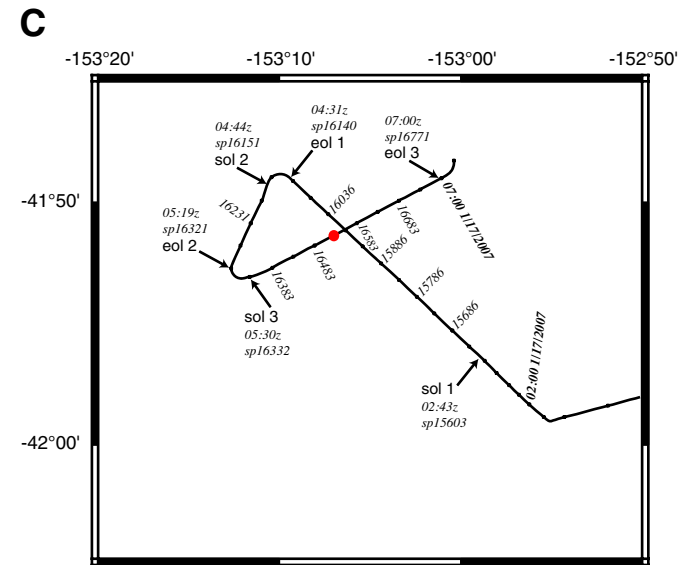 C
-153°20'
-153°10'
-153°00'
-152°50'
04:31z
sp16140
eol 1
04:44z
sp16151
sol 2
07:00z
sp16771
eol 3
-41°50'
07:00 1/17/2007
16036
16683
16231
05:19z
sp16321
eol 2
16583
15886
16483
16383
15786
sol 3
05:30z
sp16332
15686
02:00 1/17/2007
sol 1
02:43z
sp15603
-42°00'